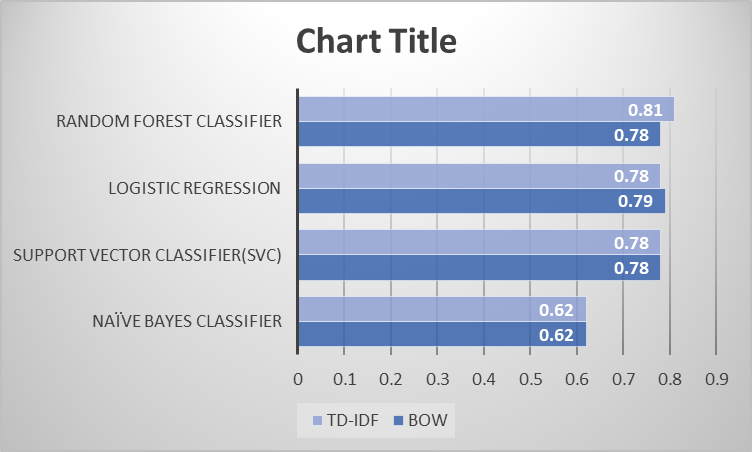 Chart Title
RANDOM FOREST CLASSIFIER
0.81
0.78
LOGISTIC REGRESSION
0.78
0.79
SUPPORT VECTOR CLASSIFIER(SVC)
0.78
0.78
NAÏVE BAYES CLASSIFIER
0.62
0.62
0 0.1 0.2 0.3 0.4 0.5 0.6 0.7 0.8 0.9
TD-IDF BOW